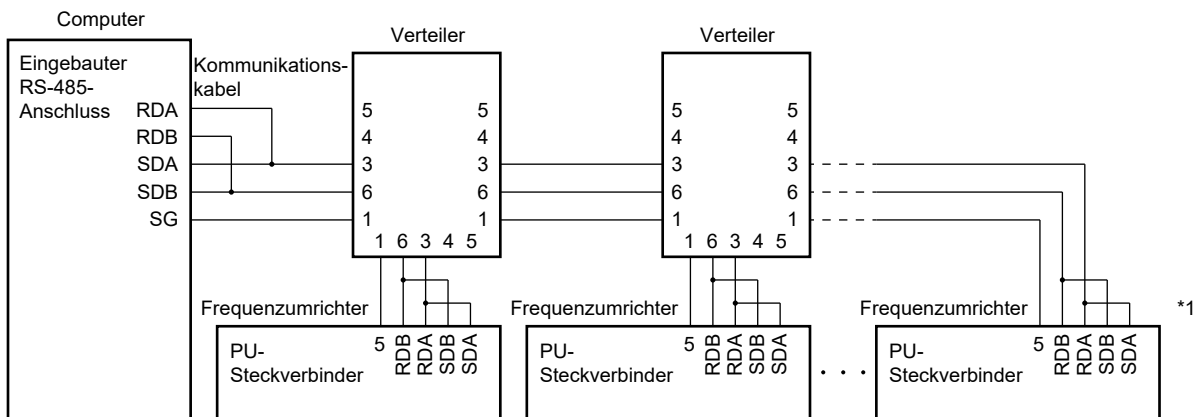 Computer
Eingebauter
RS-485-
Anschluss
RDA
RDB
SDA
SDB
SG
Kommunikations-
kabel
Verteiler
5 5
4 4
3 3
6 6
1 1
1 6 3 4 5
Verteiler
5 5
4 4
3 3
6 6
1 1
1 6 3 4 5
Frequenzumrichter
PU-
Steckverbinder
5 RDB RDA SDB SDA
Frequenzumrichter
PU-
Steckverbinder
5 RDB RDA SDB SDA
. . .
Frequenzumrichter
PU-
Steckverbinder
5 RDB RDA SDB SDA
*1